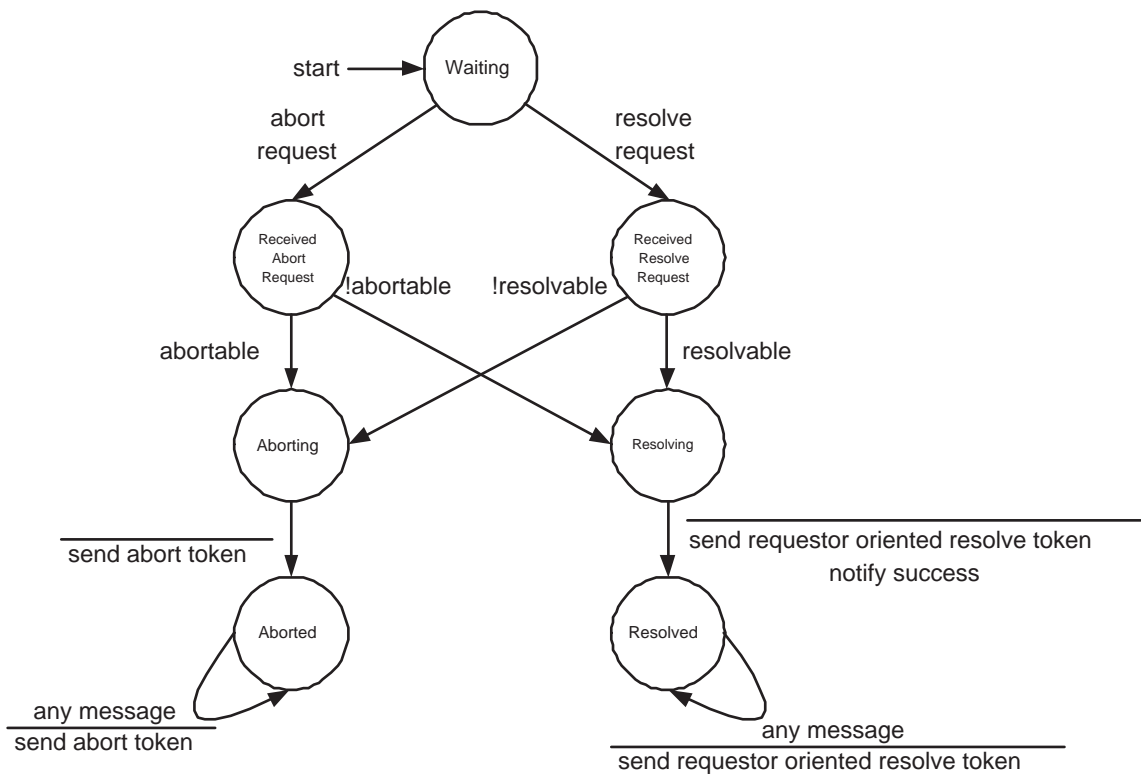 Waiting
start
abort
request
resolve
request
Received
Abort
Request
Received
Resolve
Request
!abortable
!resolvable
abortable
resolvable
Aborting
Resolving
send abort token
send requestor oriented resolve token
notify success
Aborted
Resolved
any message
send abort token
any message
send requestor oriented resolve token